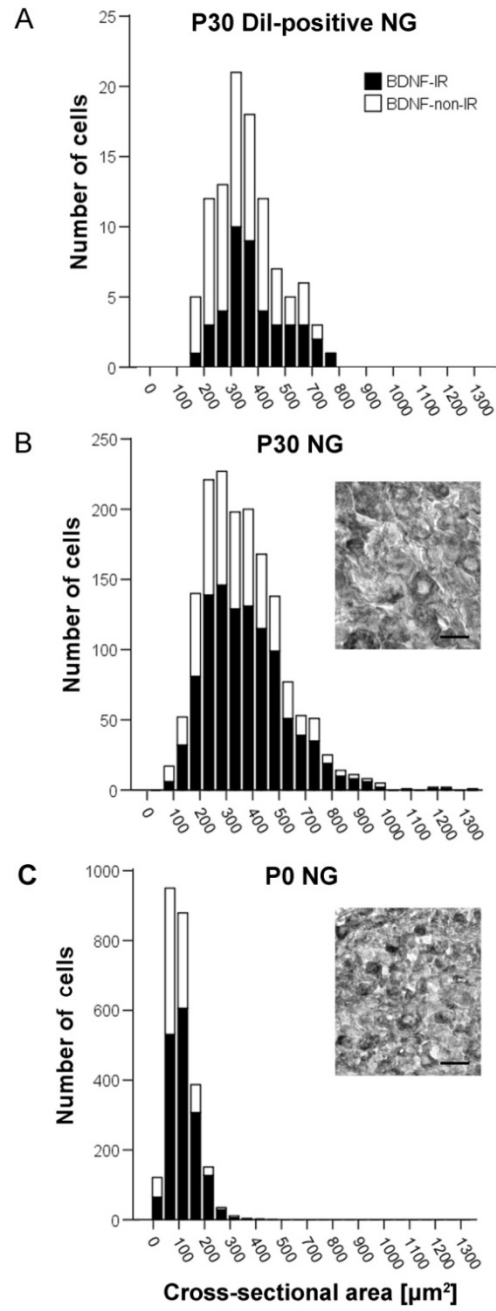 A
P30 DiI-positive NG
Number of cells
25
20
15
10
5
0
BDNF-IR
BDNF-non-IR
0 100 200 300 400 500 600 700 800 900 1000 1100 1200 1300
B
P30 NG
Number of cells
250
200
150
100
50
0
0 100 200 300 400 500 600 700 800 900 1000 1100 1200 1300
C
P0 NG
Number of cells
1000
800
600
400
200
0
0 100 200 300 400 500 600 700 800 900 1000 1100 1200 1300
Cross-sectional area [µm²]